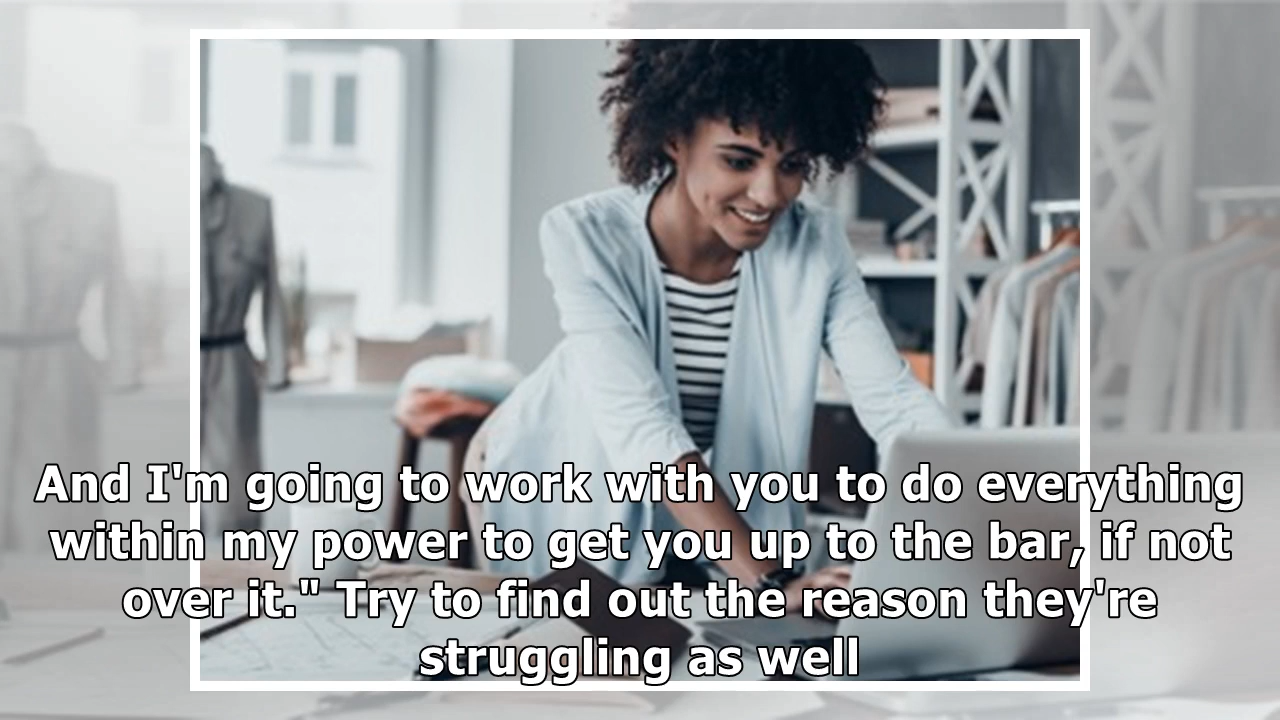 And I'm going to work with you to do everything
within my power to get you up to the bar, if not
over it." Try to find out the reason they're
struggling as well